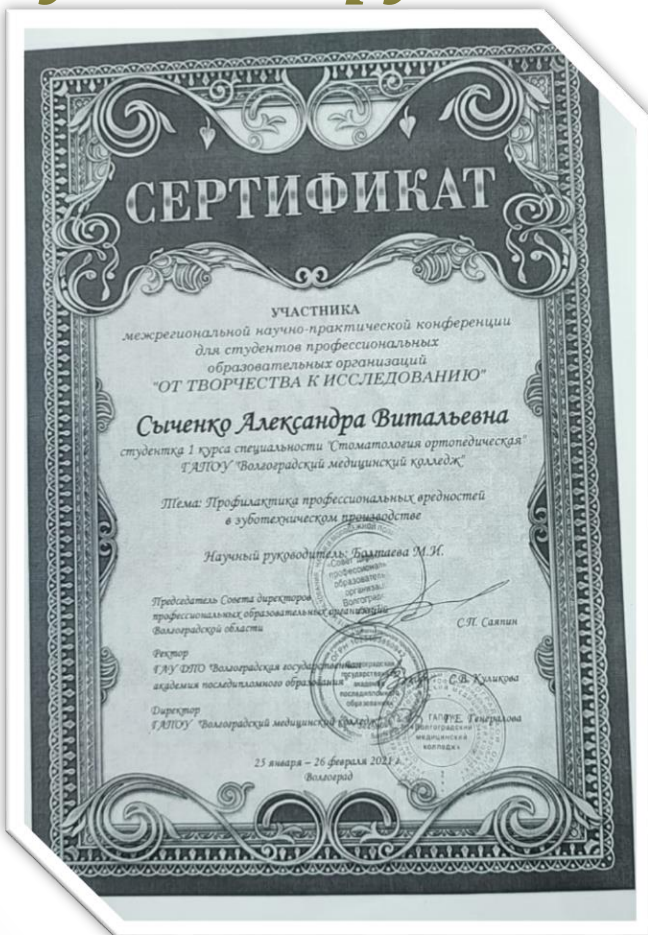 СЕРТИФИКАТ
УЧАСТНИКА
межрегиональной научно-практической конференции
для студентов профессиональных
образовательных организаций
"ОТ ТВОРЧЕСТВА К ИССЛЕДОВАНИЮ"
Сыченко Александра Витальевна
студентка 1 курса специальности "Стоматология ортопедическая"
ГАПОУ "Волгоградский медицинский колледж"
Тема: Профилактика профессиональных вредностей
в зуботехническом производстве
Научный руководитель: Болтаева М.И.
Председатель Совета директоров
профессиональных образовательных организаций
Волгоградской области
С.П. Саяпин
Ректор
ГАУ ДПО "Волгоградская государственная
академия последипломного образования"
С.В. Куликова
Директор
ГАПОУ "Волгоградский медицинский колледж"
Т.Е. Генералова
25 января – 26 февраля 2021 г.
Волгоград